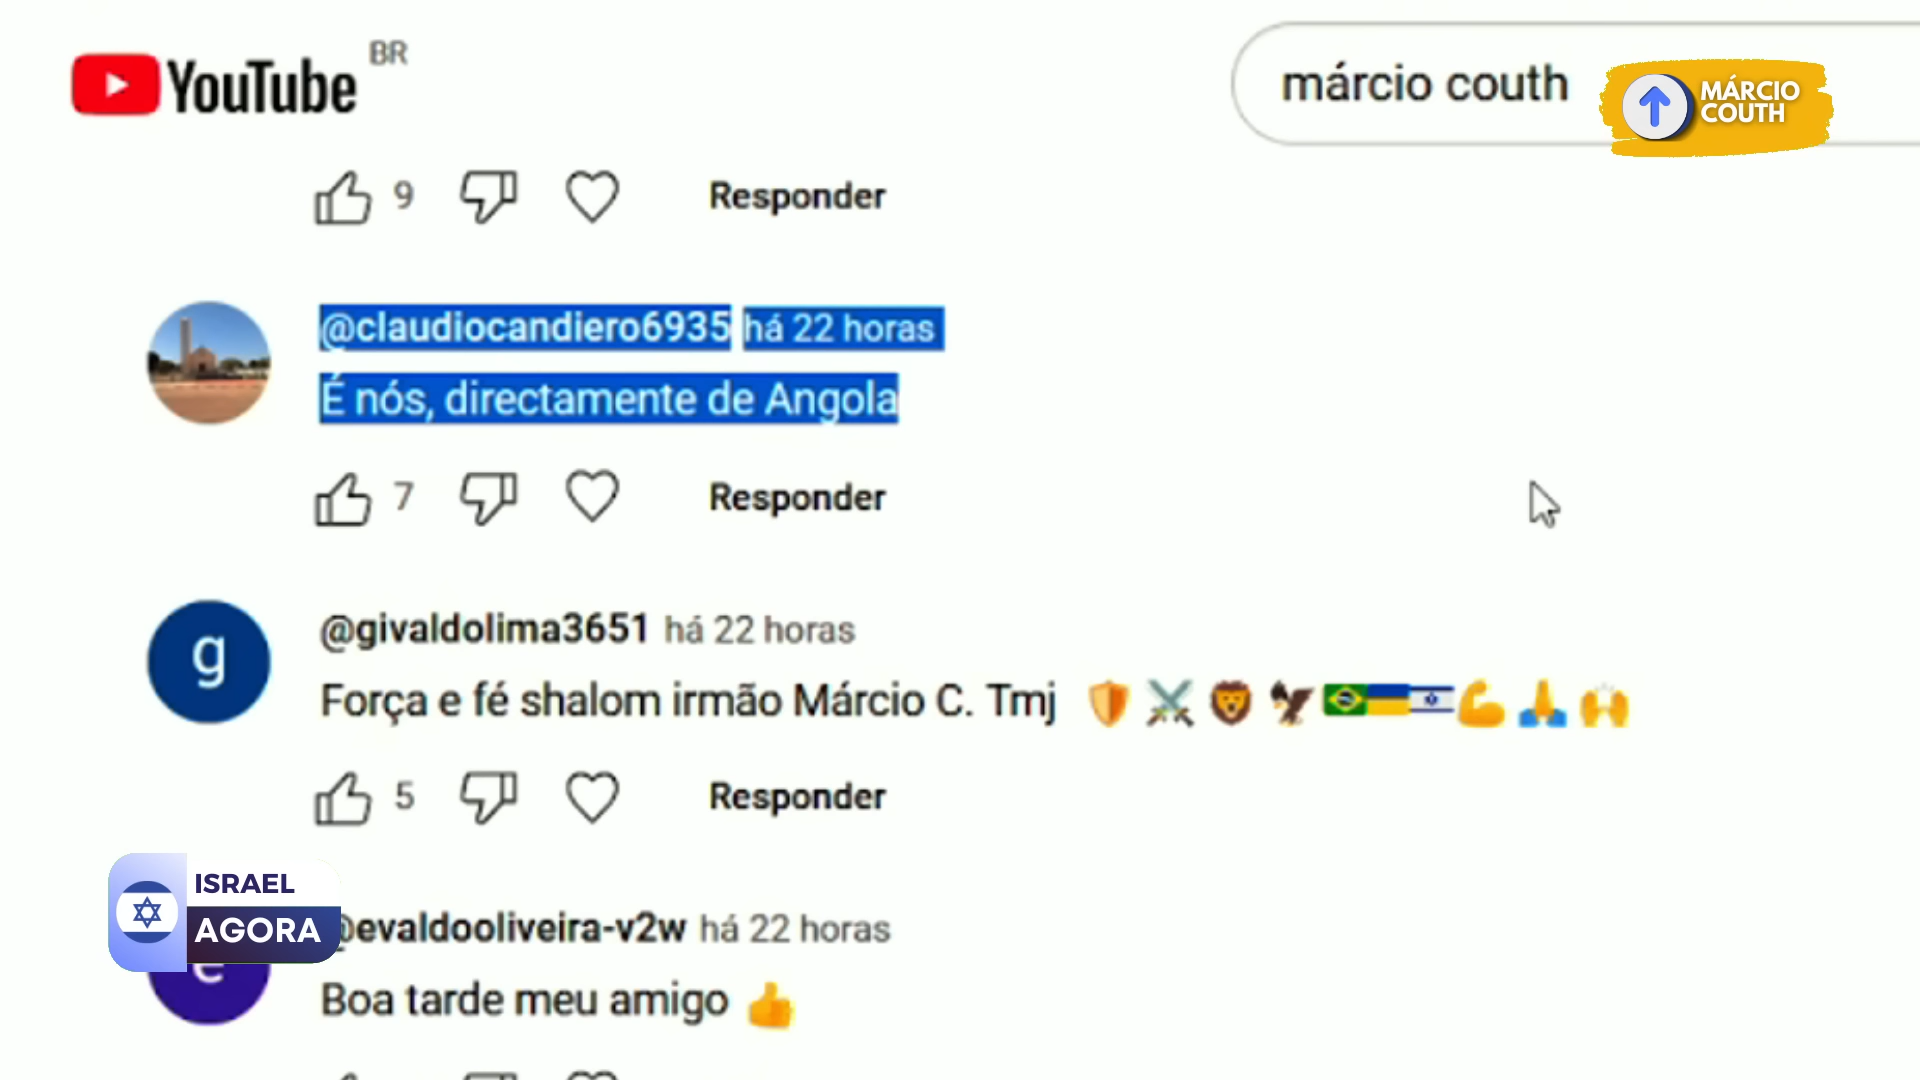 YouTube BR
márcio couth
MÁRCIO
COUTH
9 Responder
@claudiocandiero6935 há 22 horas
É nós, directamente de Angola
7 Responder
g
@givaldolima3651 há 22 horas
Força e fé shalom irmão Márcio C. Tmj 🛡️⚔️🦁🦅🇧🇷🇺🇦🇮🇱💪🙏🙌
5 Responder
ISRAEL
AGORA
e
@evaldooliveira-v2w há 22 horas
Boa tarde meu amigo 👍